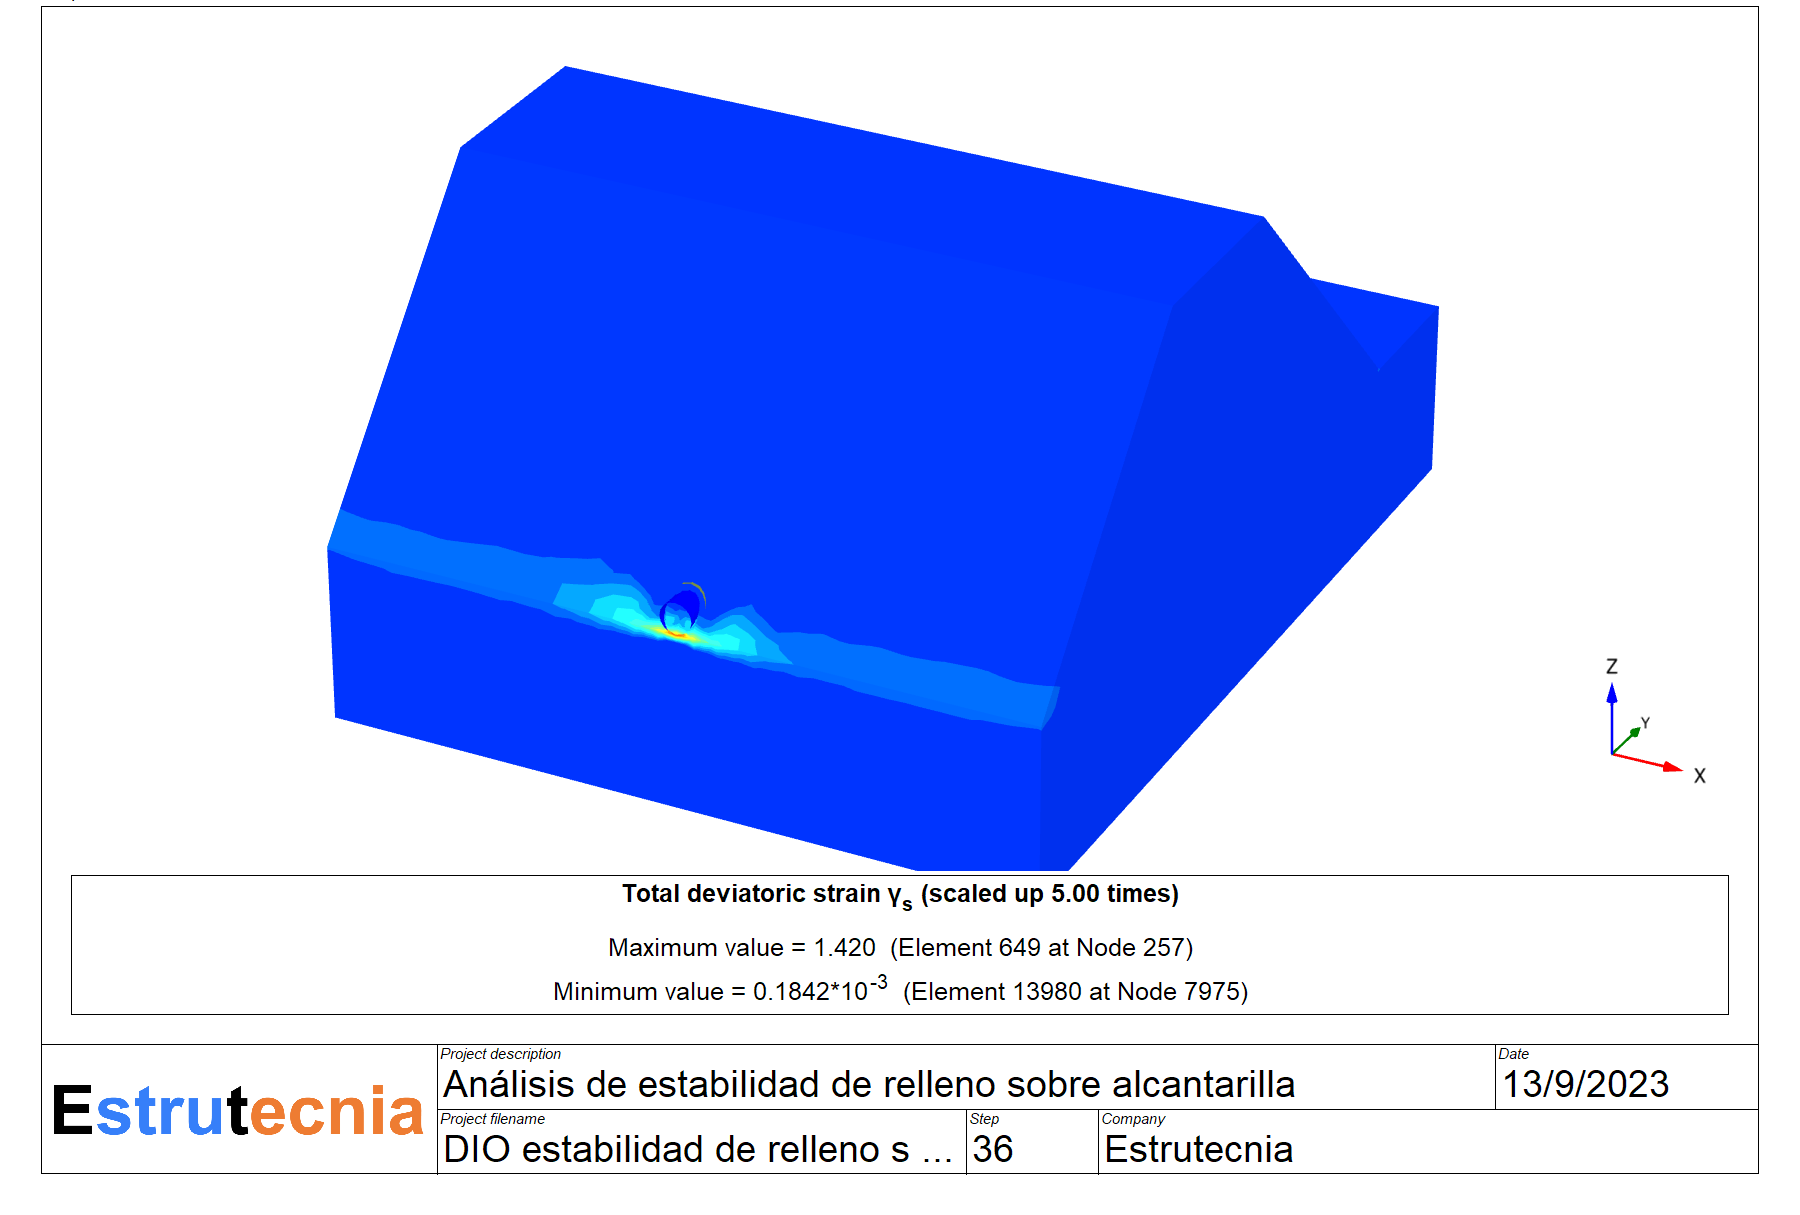 Z
Y
X
Total deviatoric strain γs (scaled up 5.00 times)
Maximum value = 1.420 (Element 649 at Node 257)
Minimum value = 0.1842*10-3 (Element 13980 at Node 7975)
Estrutecnia
Project description
Análisis de estabilidad de relleno sobre alcantarilla
Date
13/9/2023
Project filename
DIO estabilidad de relleno s ...
Step
36
Company
Estrutecnia